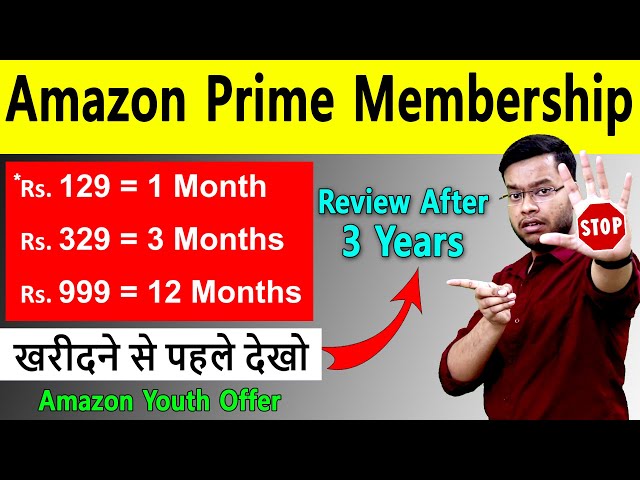 Amazon Prime Membership
*Rs. 129 = 1 Month
Rs. 329 = 3 Months
Rs. 999 = 12 Months
Review After
3 Years
STOP
खरीदने से पहले देखो
Amazon Youth Offer